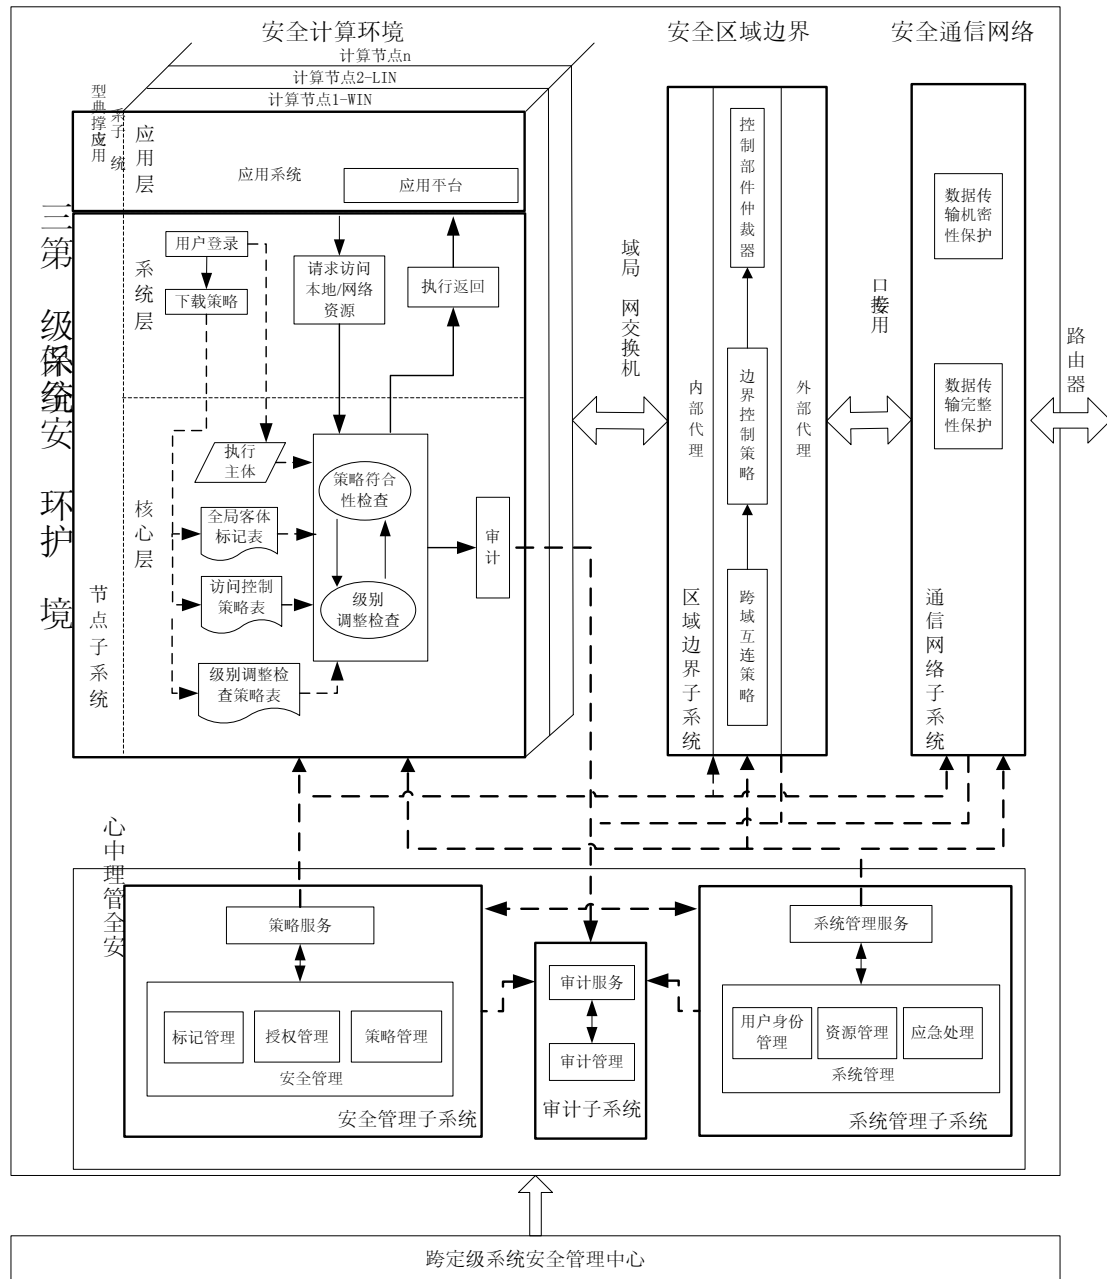 安全计算环境
安全区域边界
安全通信网络
计算节点n
计算节点2-LIN
计算节点1-WIN
型典撑应用
系子 统
应用层
应用系统
应用平台
三第 级系统安 环护 境
用户登录
下载策略
系统层
请求访问
本地/网络
资源
执行返回
执行
主体
策略符合
性检查
核心层
全局客体
标记表
访问控制
策略表
级别
调整检查
级别调整检
查策略表
审计
节点子系统
域局 网交换机
控制部件仲裁器
内部代理
边界控制策略
外部代理
跨域互连策略
区域边界子系统
口专用
数据传
输机密
性保护
数据传
输完整
性保护
通信网络子系统
路由器
心中理管全安
策略服务
标记管理
授权管理
策略管理
安全管理
安全管理子系统
审计服务
审计管理
审计子系统
系统管理服务
用户身份
管理
资源管理
应急处理
系统管理
系统管理子系统
跨定级系统安全管理中心